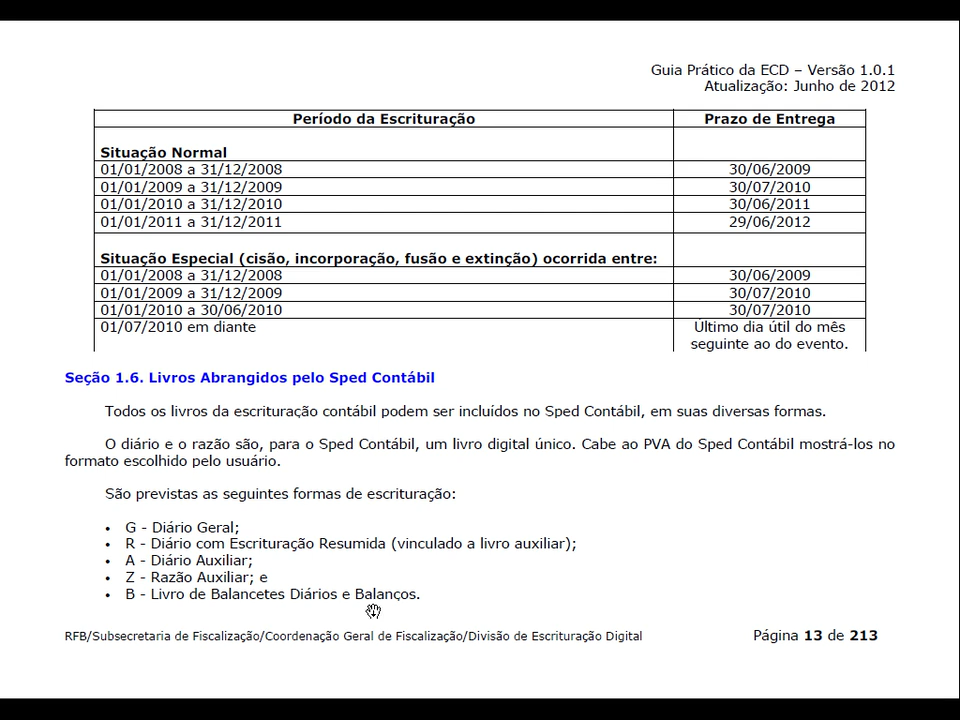 Guia Prático da ECD – Versão 1.0.1
Atualização: Junho de 2012
Período da Escrituração Prazo de Entrega
Situação Normal
01/01/2008 a 31/12/2008 30/06/2009
01/01/2009 a 31/12/2009 30/07/2010
01/01/2010 a 31/12/2010 30/06/2011
01/01/2011 a 31/12/2011 29/06/2012
Situação Especial (cisão, incorporação, fusão e extinção) ocorrida entre:
01/01/2008 a 31/12/2008 30/06/2009
01/01/2009 a 31/12/2009 30/07/2010
01/01/2010 a 30/06/2010 30/07/2010
01/07/2010 em diante Último dia útil do mês
seguinte ao do evento.
Seção 1.6. Livros Abrangidos pelo Sped Contábil
Todos os livros da escrituração contábil podem ser incluídos no Sped Contábil, em suas diversas formas.
O diário e o razão são, para o Sped Contábil, um livro digital único. Cabe ao PVA do Sped Contábil mostrá-los no
formato escolhido pelo usuário.
São previstas as seguintes formas de escrituração:
• G - Diário Geral;
• R - Diário com Escrituração Resumida (vinculado a livro auxiliar);
• A - Diário Auxiliar;
• Z - Razão Auxiliar; e
• B - Livro de Balancetes Diários e Balanços.
RFB/Subsecretaria de Fiscalização/Coordenação Geral de Fiscalização/Divisão de Escrituração Digital Página 13 de 213